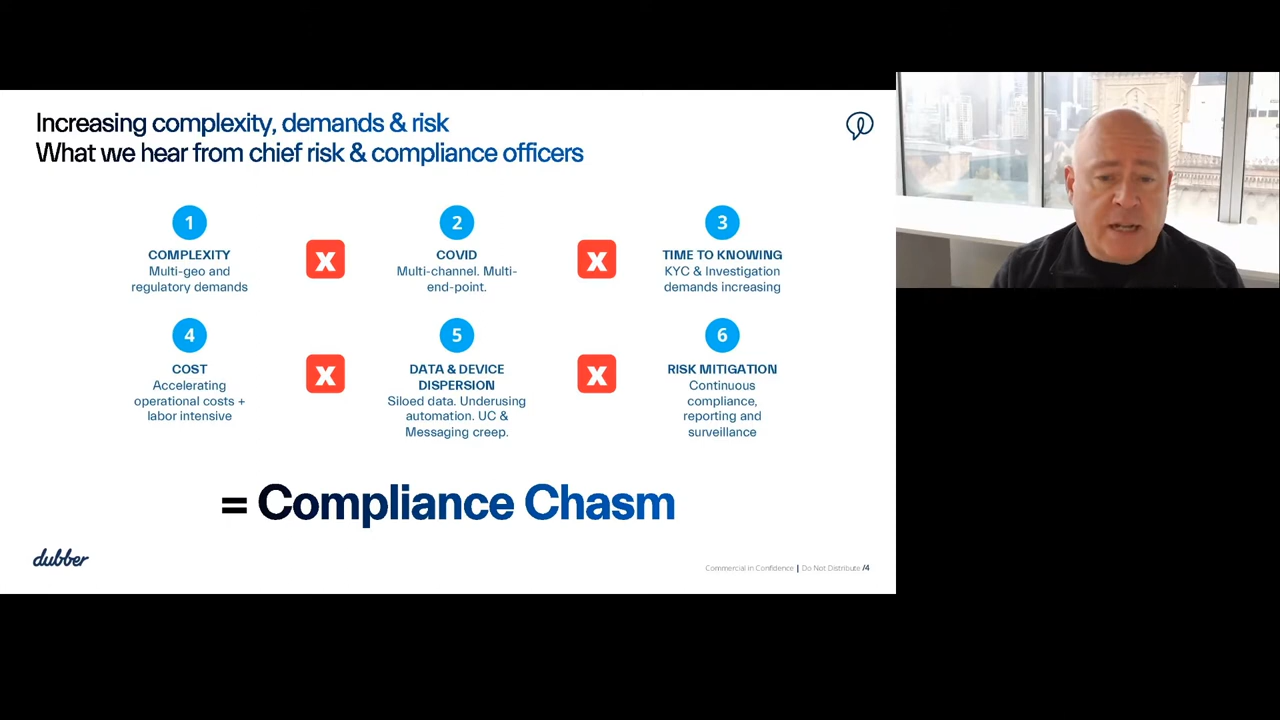 Increasing complexity, demands & risk
What we hear from chief risk & compliance officers
1
COMPLEXITY
Multi-geo and
regulatory demands
X
2
COVID
Multi-channel. Multi-
end-point.
X
3
TIME TO KNOWING
KYC & Investigation
demands increasing
4
COST
Accelerating
operational costs +
labor intensive
X
5
DATA & DEVICE
DISPERSION
Siloed data. Underusing
automation. UC &
Messaging creep.
X
6
RISK MITIGATION
Continuous
compliance,
reporting and
surveillance
= Compliance Chasm
dubber
Commercial in Confidence | Do Not Distribute /4